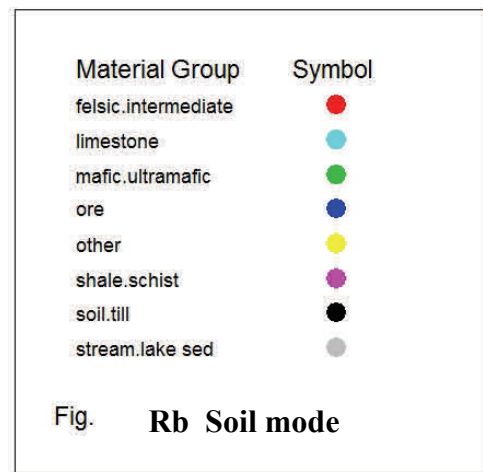 Material Group Symbol
felsic.intermediate
limestone
mafic.ultramafic
ore
other
shale.schist
soil.till
stream.lake sed
Fig. Rb Soil mode